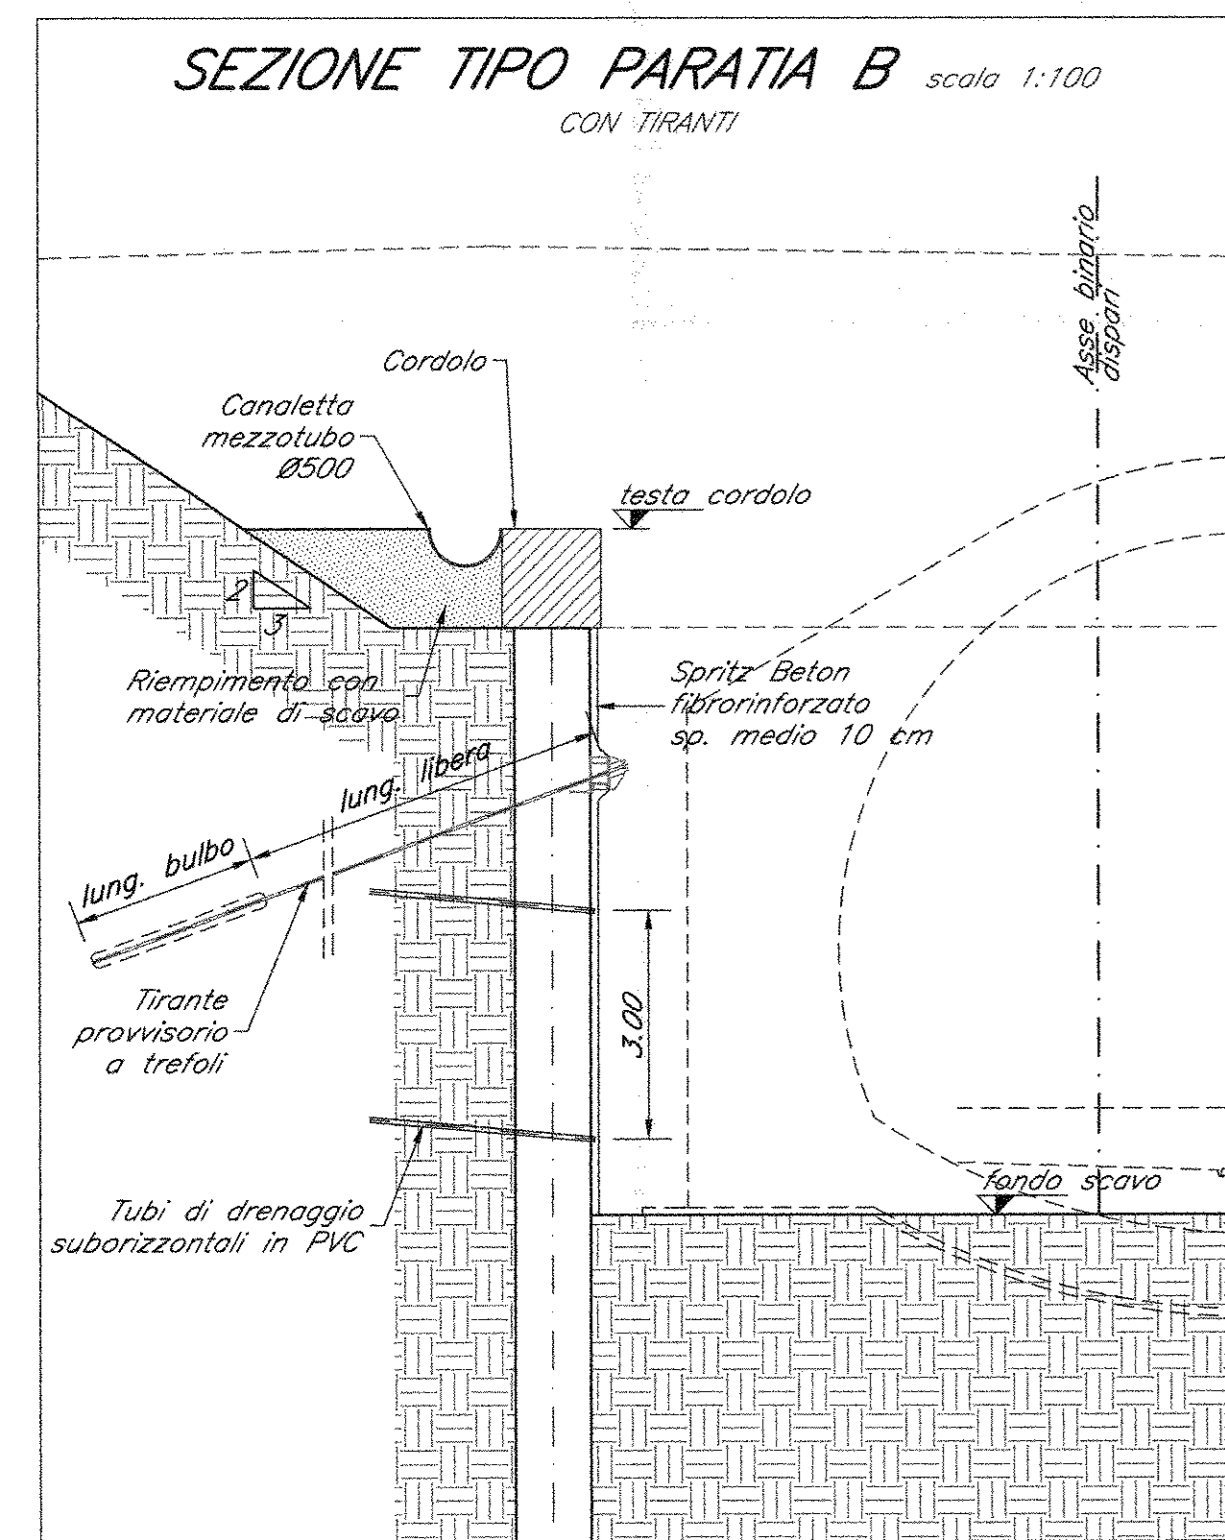 SEZIONE TIPO PARATIA B scala 1:100
CON TIRANTI
Asse binario
dispari
Cordolo
Canaletta
mezzotubo
Ø500
testa cordolo
2
3
Riempimento con
materiale di scavo
Spritz Beton
fibrorinforzato
sp. medio 10 cm
lung. libera
lung. bulbo
Tirante
provvisorio
a trefoli
3.00
fondo scavo
Tubi di drenaggio
suborizzontali in PVC